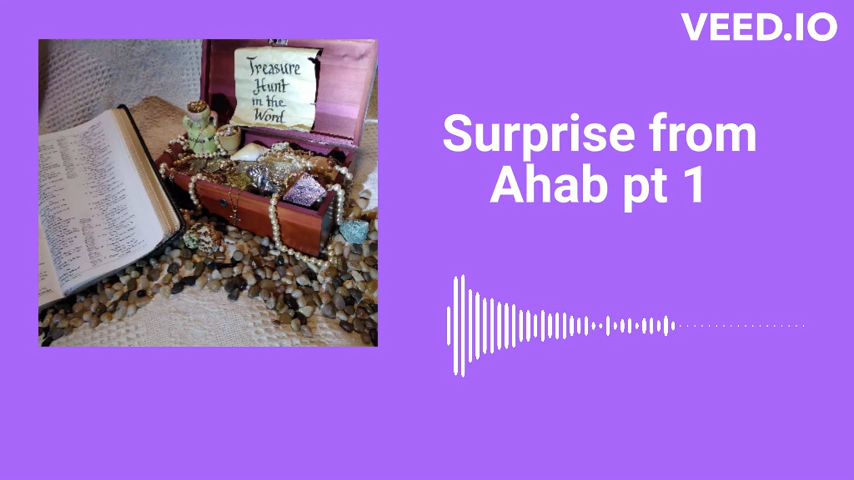 VEED.IO
Treasure
Hunt
in the
Word
Surprise from
Ahab pt 1